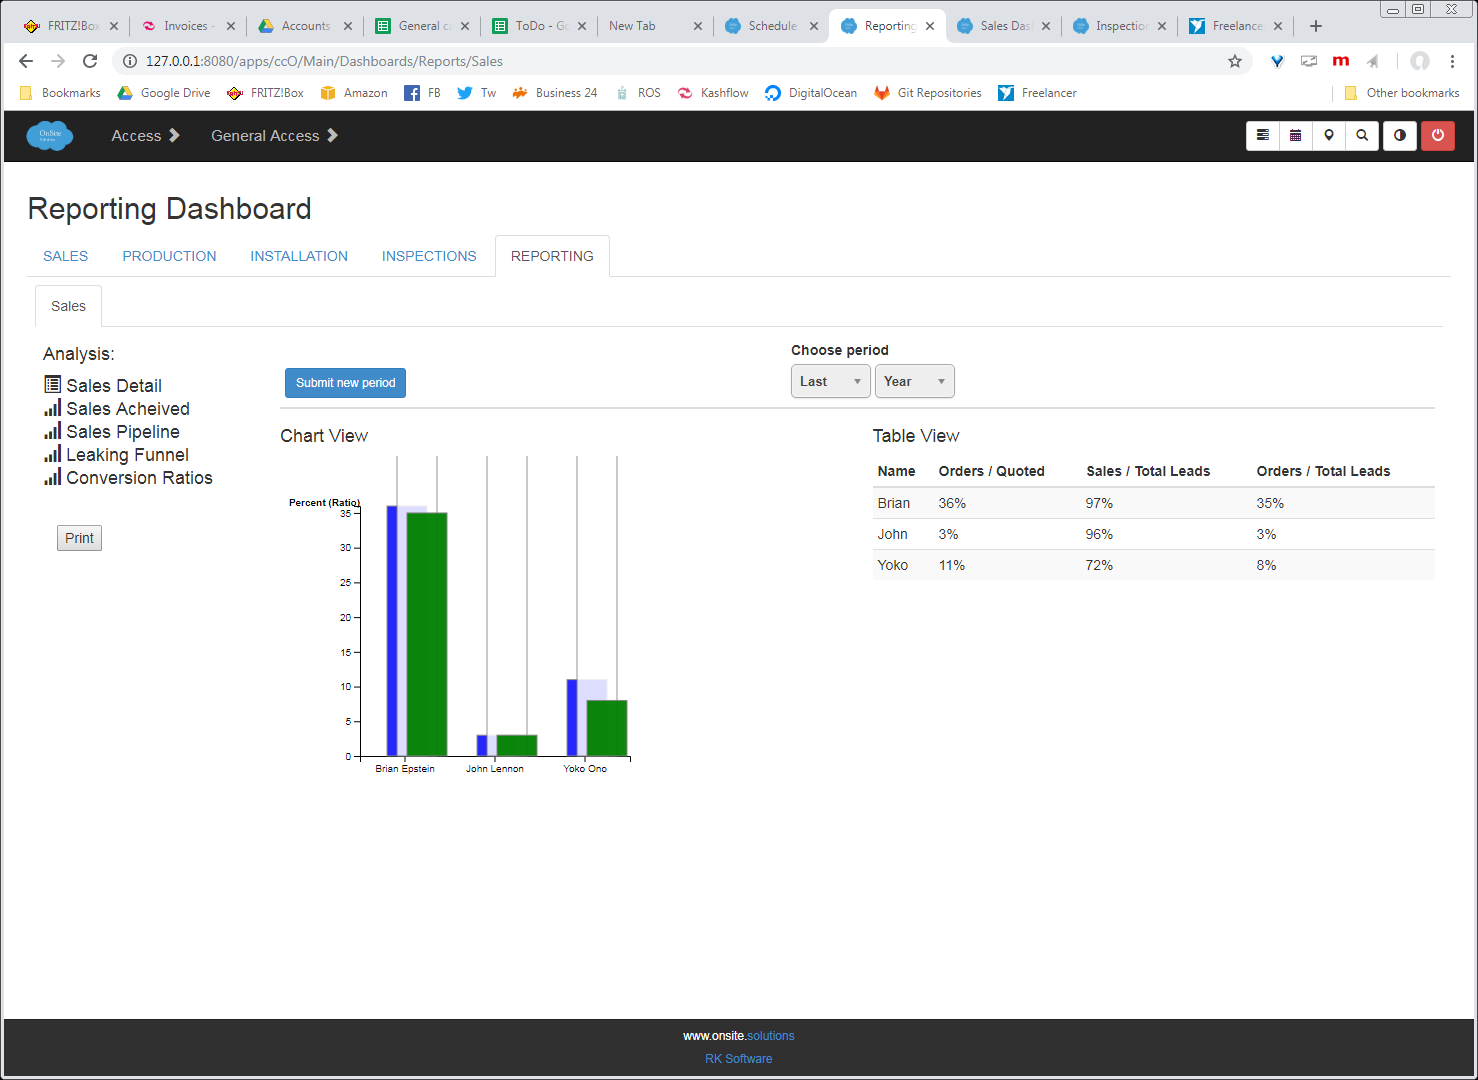 FRITZ!Box
Invoices -
Accounts
General ca
ToDo - Go
New Tab
Schedule
Reporting
Sales Das
Inspection
Freelance
127.0.0.1:8080/apps/ccO/Main/Dashboards/Reports/Sales
Bookmarks
Google Drive
FRITZ!Box
Amazon
FB
Tw
Business 24
ROS
Kashflow
DigitalOcean
Git Repositories
Freelancer
Other bookmarks
OnSite
Access
General Access
Reporting Dashboard
SALES
PRODUCTION
INSTALLATION
INSPECTIONS
REPORTING
Sales
Analysis:
Sales Detail
Sales Acheived
Sales Pipeline
Leaking Funnel
Conversion Ratios
Print
Submit new period
Choose period
Last
Year
Chart View
Percent (Ratio)
35
30
25
20
15
10
5
0
Brian Epstein
John Lennon
Yoko Ono
Table View
Name Orders / Quoted Sales / Total Leads Orders / Total Leads
Brian 36% 97% 35%
John 3% 96% 3%
Yoko 11% 72% 8%
www.onsite.solutions
RK Software